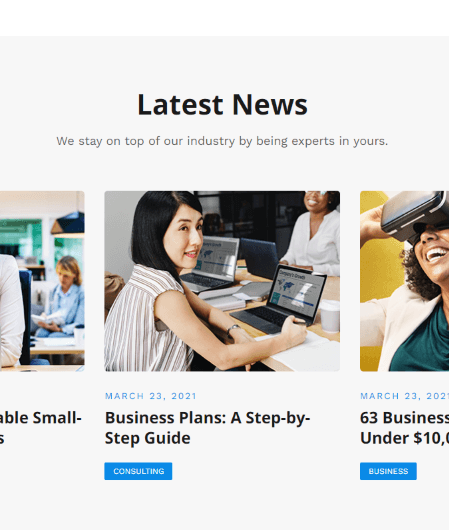 Latest News
We stay on top of our industry by being experts in yours.
able Small-
s
MARCH 23, 2021
Business Plans: A Step-by-
Step Guide
CONSULTING
MARCH 23, 2021
63 Business
Under $10,0
BUSINESS